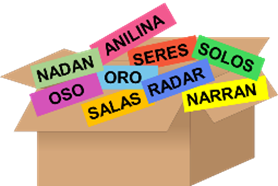 ANILINA
SERES
SOLOS
NADAN
ORO
RADAR
OSO
SALAS
NARRAN